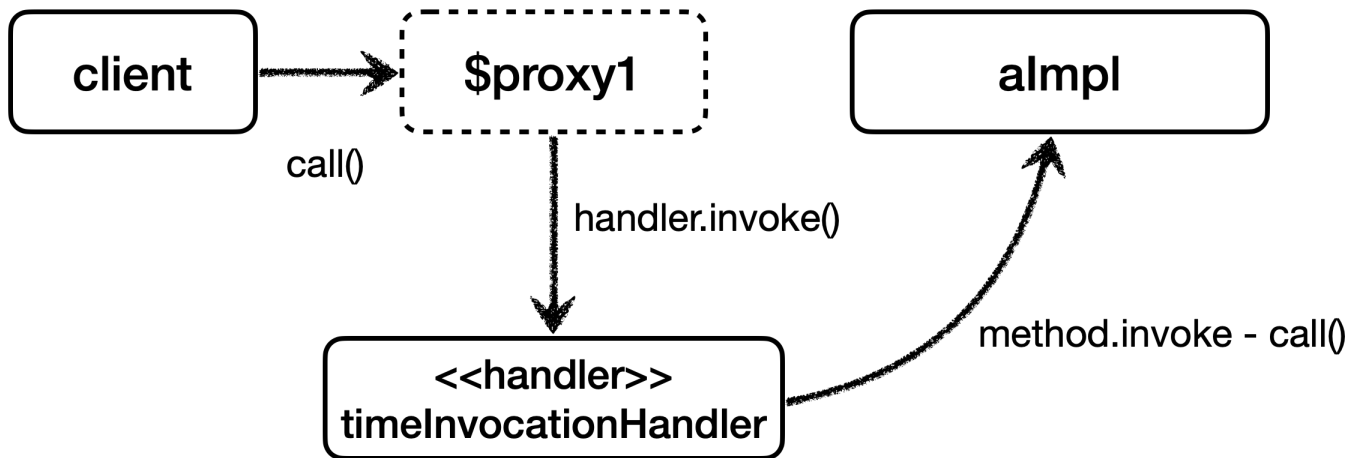 client
$proxy1
aImpl
call()
handler.invoke()
method.invoke - call()
<<handler>>
timeInvocationHandler